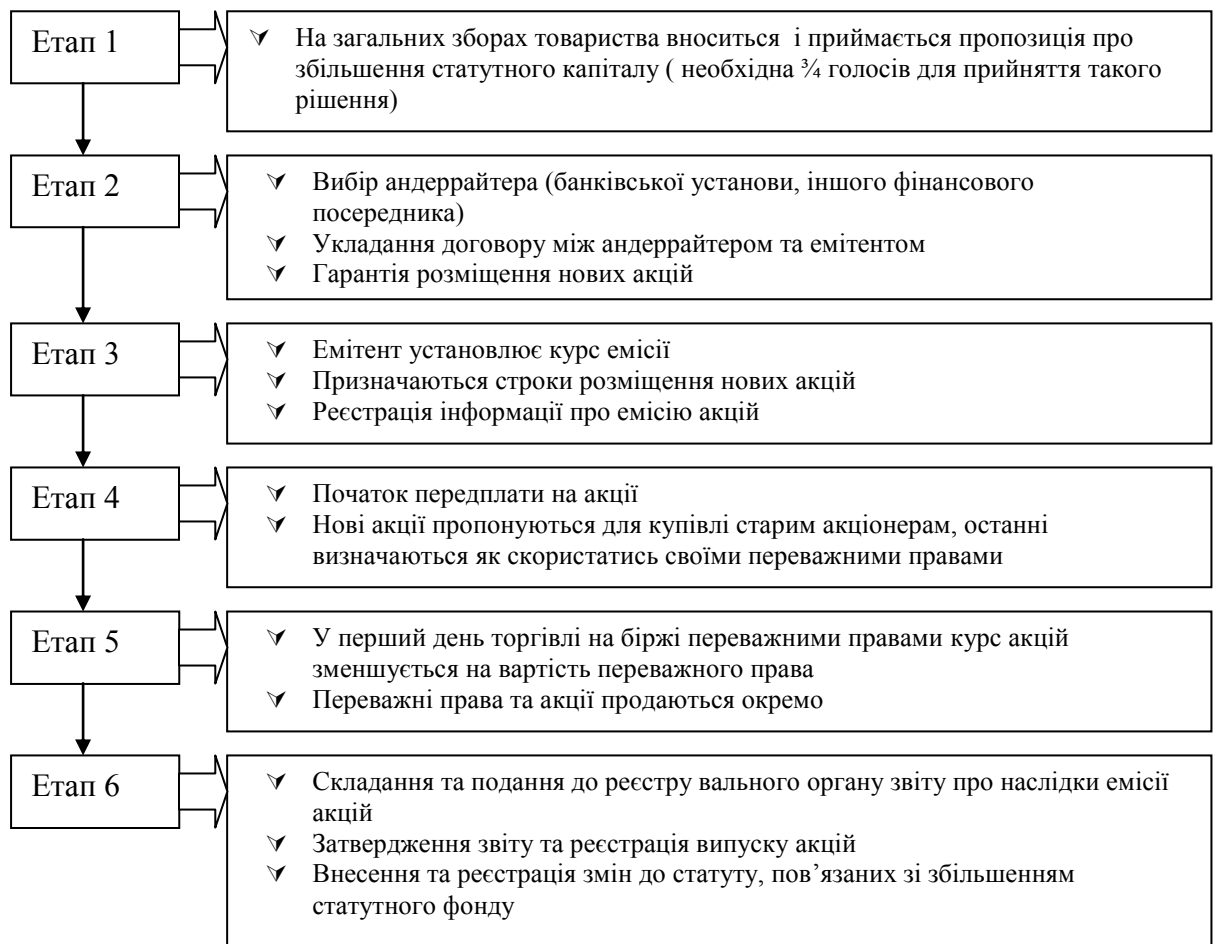 Етап 1
➢ На загальних зборах товариства вноситься і приймається пропозиція про
збільшення статутного капіталу ( необхідна ¾ голосів для прийняття такого
рішення)
Етап 2
➢ Вибір андеррайтера (банківської установи, іншого фінансового
посередника)
➢ Укладання договору між андеррайтером та емітентом
➢ Гарантія розміщення нових акцій
Етап 3
➢ Емітент установлює курс емісії
➢ Призначаються строки розміщення нових акцій
➢ Реєстрація інформації про емісію акцій
Етап 4
➢ Початок передплати на акції
➢ Нові акції пропонуються для купівлі старим акціонерам, останні
визначаються як скористатись своїми переважними правами
Етап 5
➢ У перший день торгівлі на біржі переважними правами курс акцій
зменшується на вартість переважного права
➢ Переважні права та акції продаються окремо
Етап 6
➢ Складання та подання до реєстру вального органу звіту про наслідки емісії
акцій
➢ Затвердження звіту та реєстрація випуску акцій
➢ Внесення та реєстрація змін до статуту, пов’язаних зі збільшенням
статутного фонду